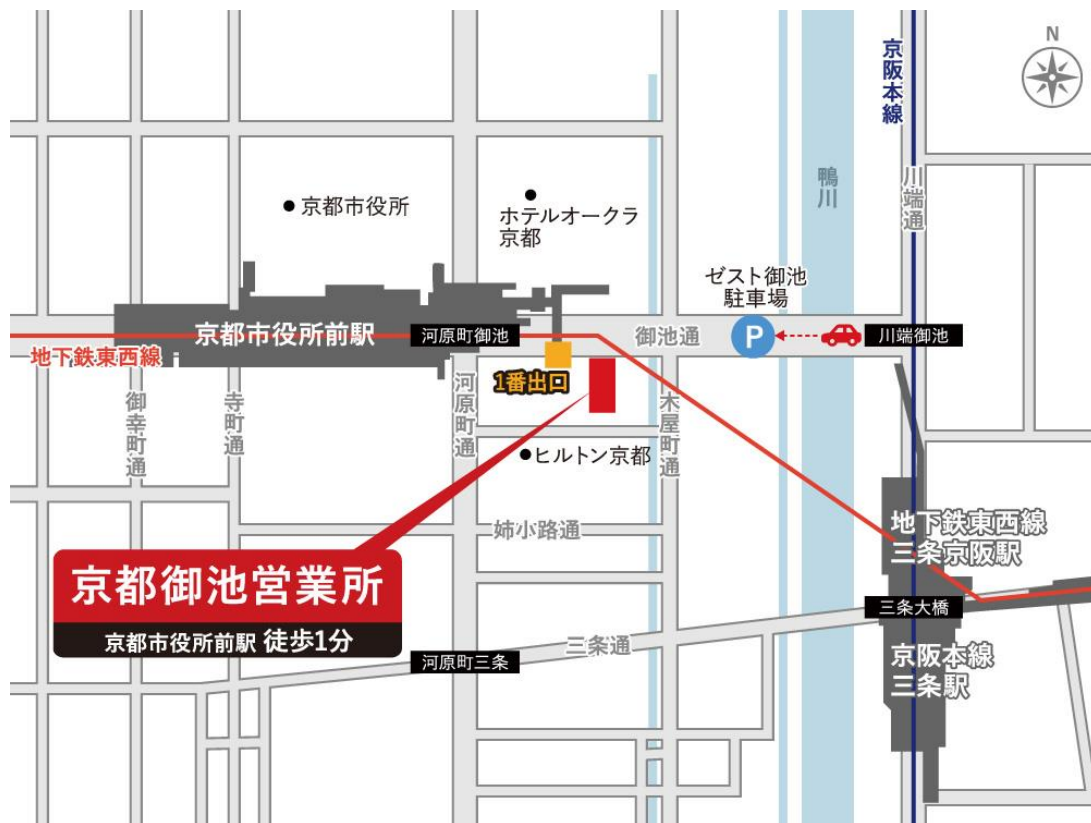 N
京阪本線
川端通
鴨川
京都市役所
ホテルオークラ
京都
ゼスト御池
駐車場
京都市役所前駅
河原町御池
御池通
P
川端御池
地下鉄東西線
1番出口
御幸町通
寺町通
河原町通
木屋町通
ヒルトン京都
姉小路通
地下鉄東西線
三条京阪駅
京都御池営業所
京都市役所前駅 徒歩1分
三条大橋
三条通
河原町三条
京阪本線
三条駅